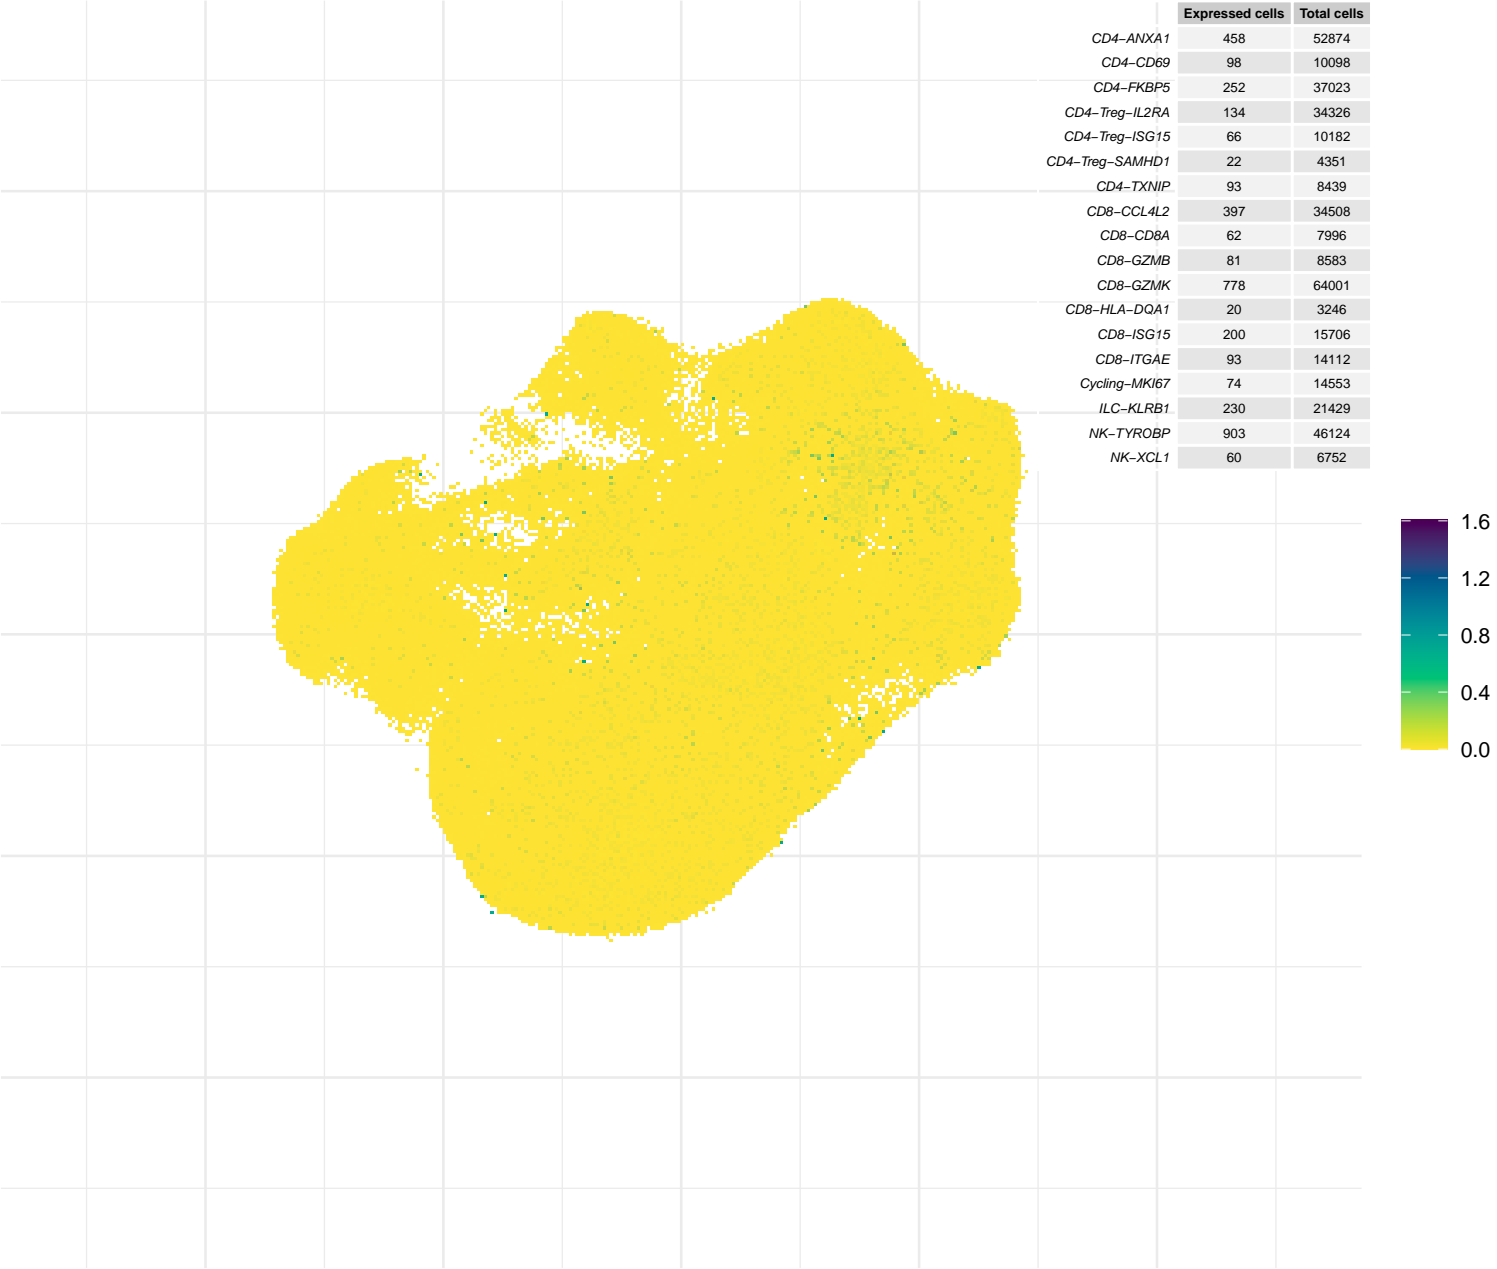 Expressed cells Total cells
CD4−ANXA1 458 52874
CD4−CD69 98 10098
CD4−FKBP5 252 37023
CD4−Treg−IL2RA 134 34326
CD4−Treg−ISG15 66 10182
CD4−Treg−SAMHD1 22 4351
CD4−TXNIP 93 8439
CD8−CCL4L2 397 34508
CD8−CD8A 62 7996
CD8−GZMB 81 8583
CD8−GZMK 778 64001
CD8−HLA−DQA1 20 3246
CD8−ISG15 200 15706
CD8−ITGAE 93 14112
Cycling−MKI67 74 14553
ILC−KLRB1 230 21429
NK−TYROBP 903 46124
NK−XCL1 60 6752
1.6
1.2
0.8
0.4
0.0